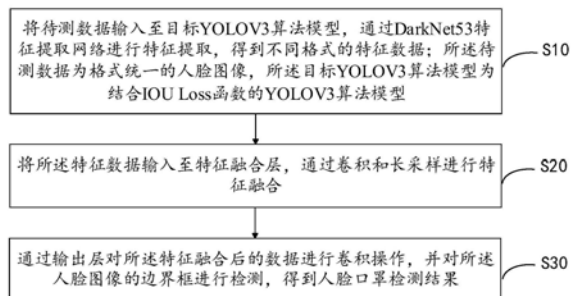 将待测数据输入至目标YOLOV3算法模型，通过DarkNet53特
征提取网络进行特征提取，得到不同格式的特征数据；所述待
测数据为格式统一的人脸图像，所述目标YOLOV3算法模型为
结合IOU Loss函数的YOLOV3算法模型
S10
将所述特征数据输入至特征融合层，通过卷积和长采样进行特
征融合
S20
通过输出层对所述特征融合后的数据进行卷积操作，并对所述
人脸图像的边界框进行检测，得到人脸口罩检测结果
S30